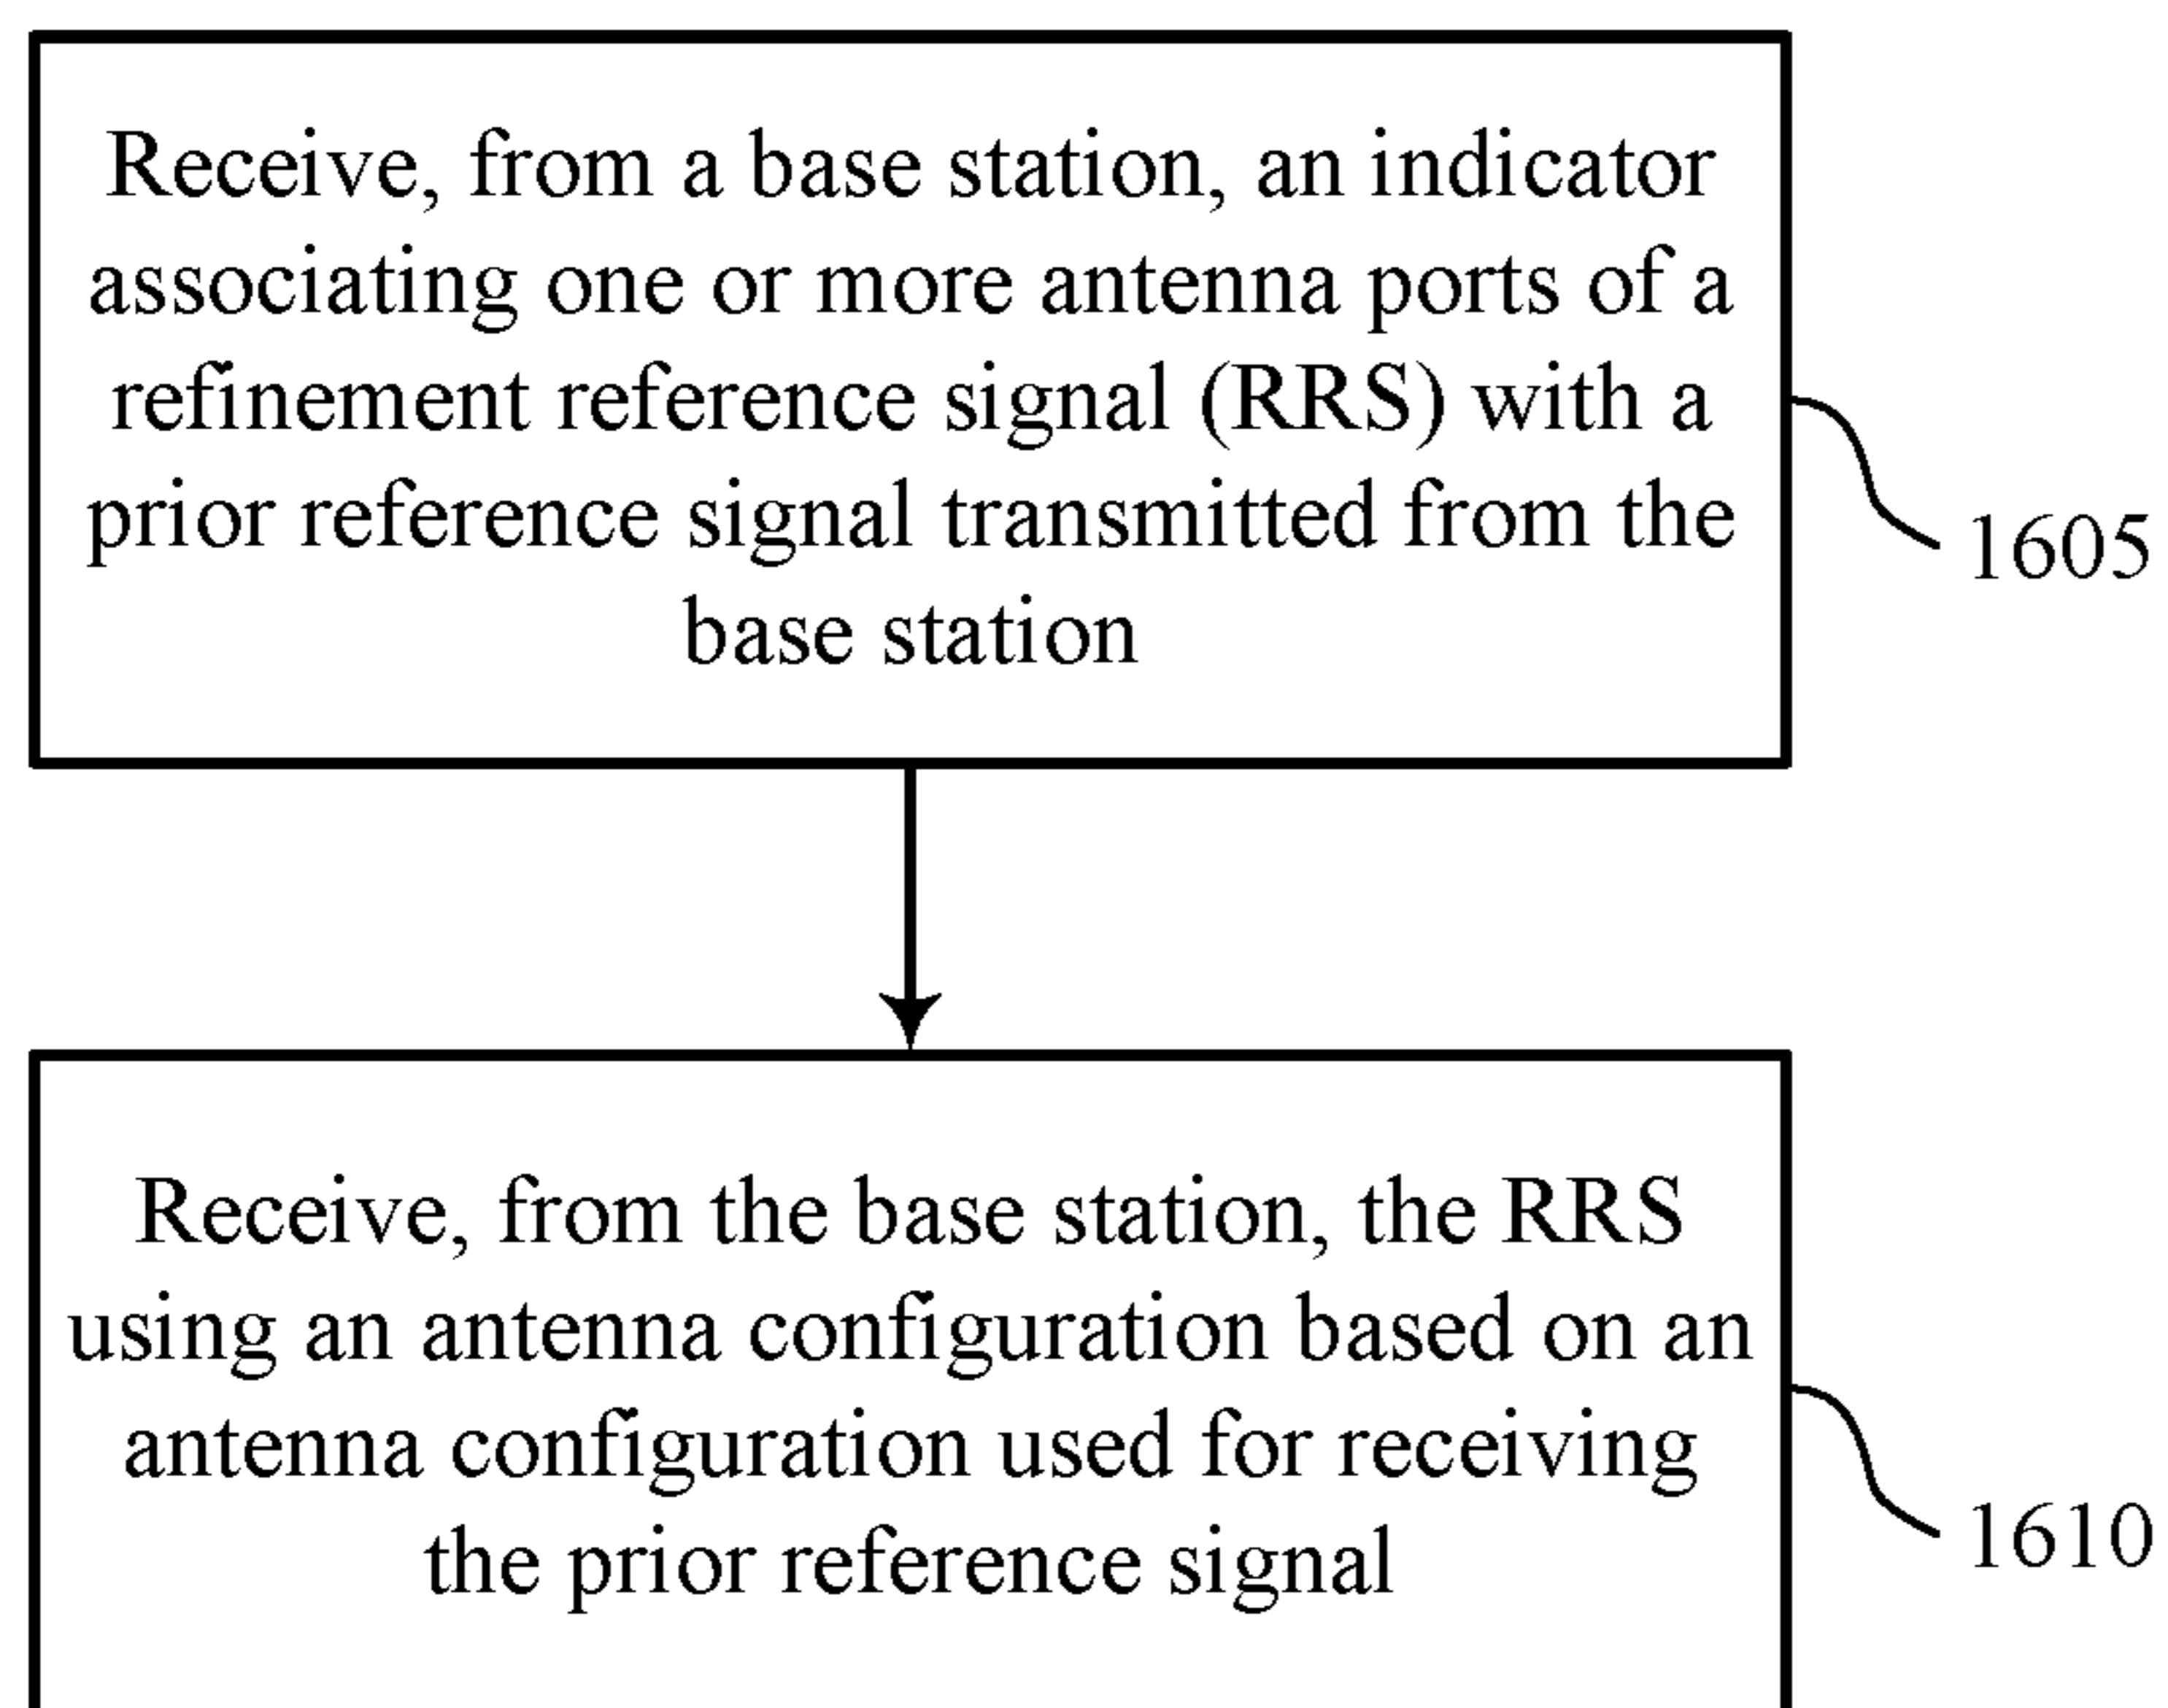 Receive, from a base station, an indicator
associating one or more antenna ports of a
refinement reference signal (RRS) with a
prior reference signal transmitted from the
base station
1605
Receive, from the base station, the RRS
using an antenna configuration based on an
antenna configuration used for receiving
the prior reference signal
1610